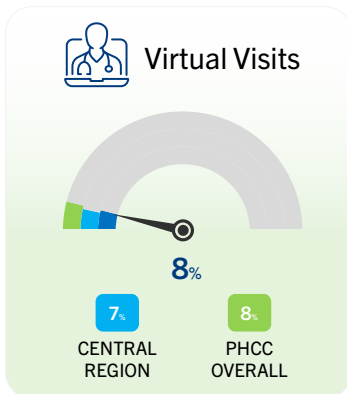 Virtual Visits
8%
7%
8%
CENTRAL
REGION
PHCC
OVERALL